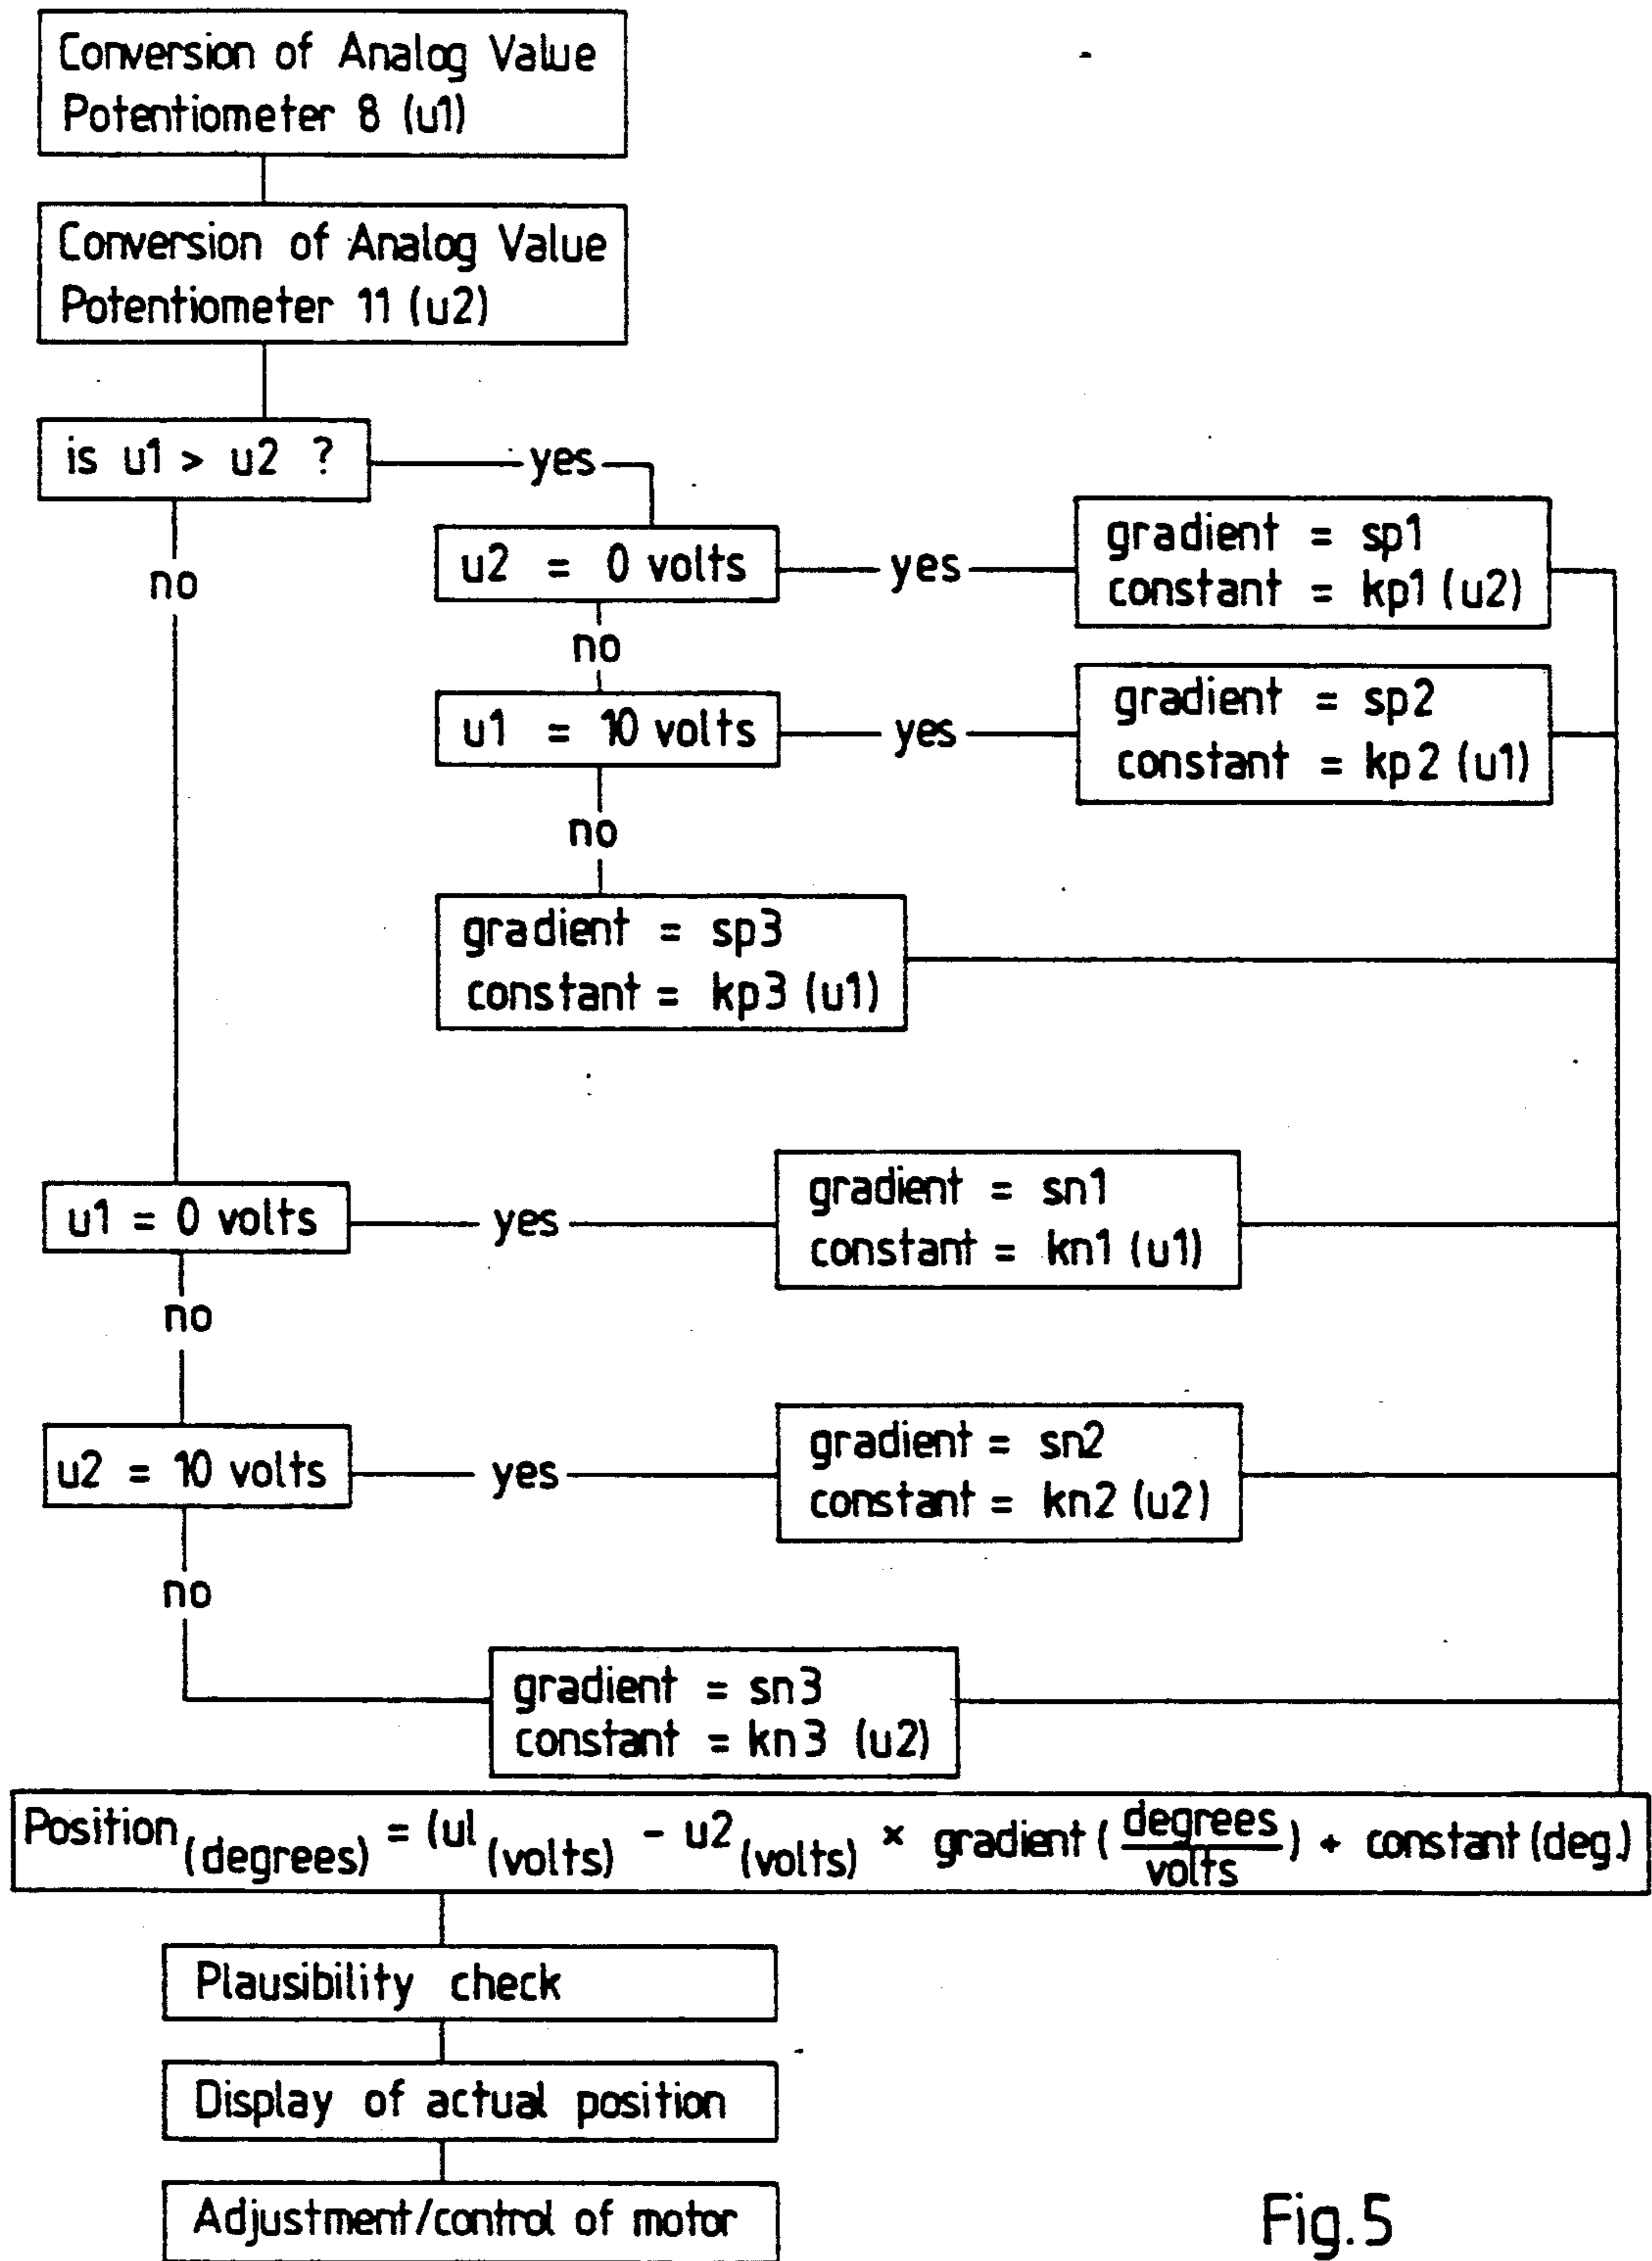 Conversion of Analog Value
Potentiometer 8 (u1)
Conversion of Analog Value
Potentiometer 11 (u2)
is u1 > u2 ?
yes
no
u2 = 0 volts
yes
gradient = sp1
constant = kp1 (u2)
no
u1 = 10 volts
yes
gradient = sp2
constant = kp2 (u1)
no
gradient = sp3
constant = kp3 (u1)
u1 = 0 volts
yes
gradient = sn1
constant = kn1 (u1)
no
u2 = 10 volts
yes
gradient = sn2
constant = kn2 (u2)
no
gradient = sn3
constant = kn3 (u2)
Position (degrees) = (ul (volts) - u2 (volts) × gradient (degrees/volts) + constant (deg.)
Plausibility check
Display of actual position
Adjustment/control of motor
Fig.5